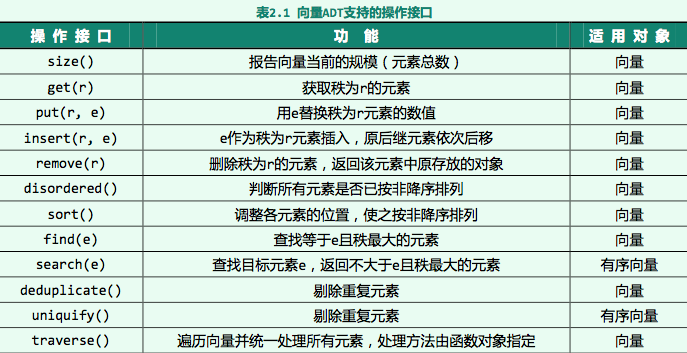 表2.1 向量ADT支持的操作接口
操作接口 功能 适用对象
size() 报告向量当前的规模（元素总数） 向量
get(r) 获取秩为r的元素 向量
put(r, e) 用e替换秩为r元素的数值 向量
insert(r, e) e作为秩为r元素插入，原后继元素依次后移 向量
remove(r) 删除秩为r的元素，返回该元素中原存放的对象 向量
disordered() 判断所有元素是否已按非降序排列 向量
sort() 调整各元素的位置，使之按非降序排列 向量
find(e) 查找等于e且秩最大的元素 向量
search(e) 查找目标元素e，返回不大于e且秩最大的元素 有序向量
deduplicate() 剔除重复元素 向量
uniquify() 剔除重复元素 有序向量
traverse() 遍历向量并统一处理所有元素，处理方法由函数对象指定 向量